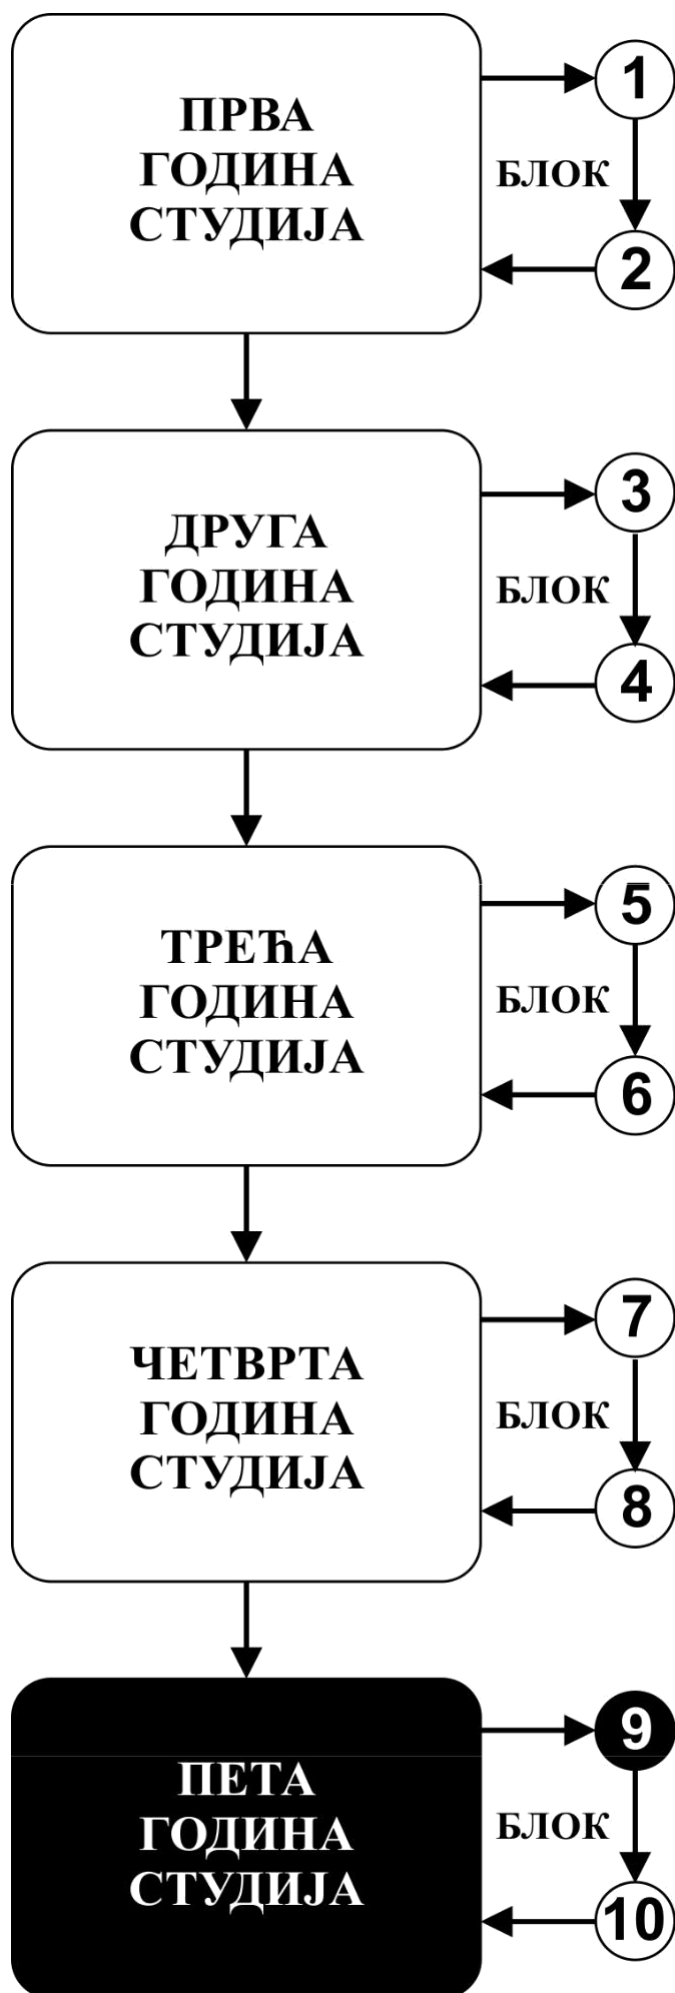 ПРВА
ГОДИНА
СТУДИЈА
1
БЛОК
2
ДРУГА
ГОДИНА
СТУДИЈА
3
БЛОК
4
ТРЕЋА
ГОДИНА
СТУДИЈА
5
БЛОК
6
ЧЕТВРТА
ГОДИНА
СТУДИЈА
7
БЛОК
8
ПЕТА
ГОДИНА
СТУДИЈА
9
БЛОК
10